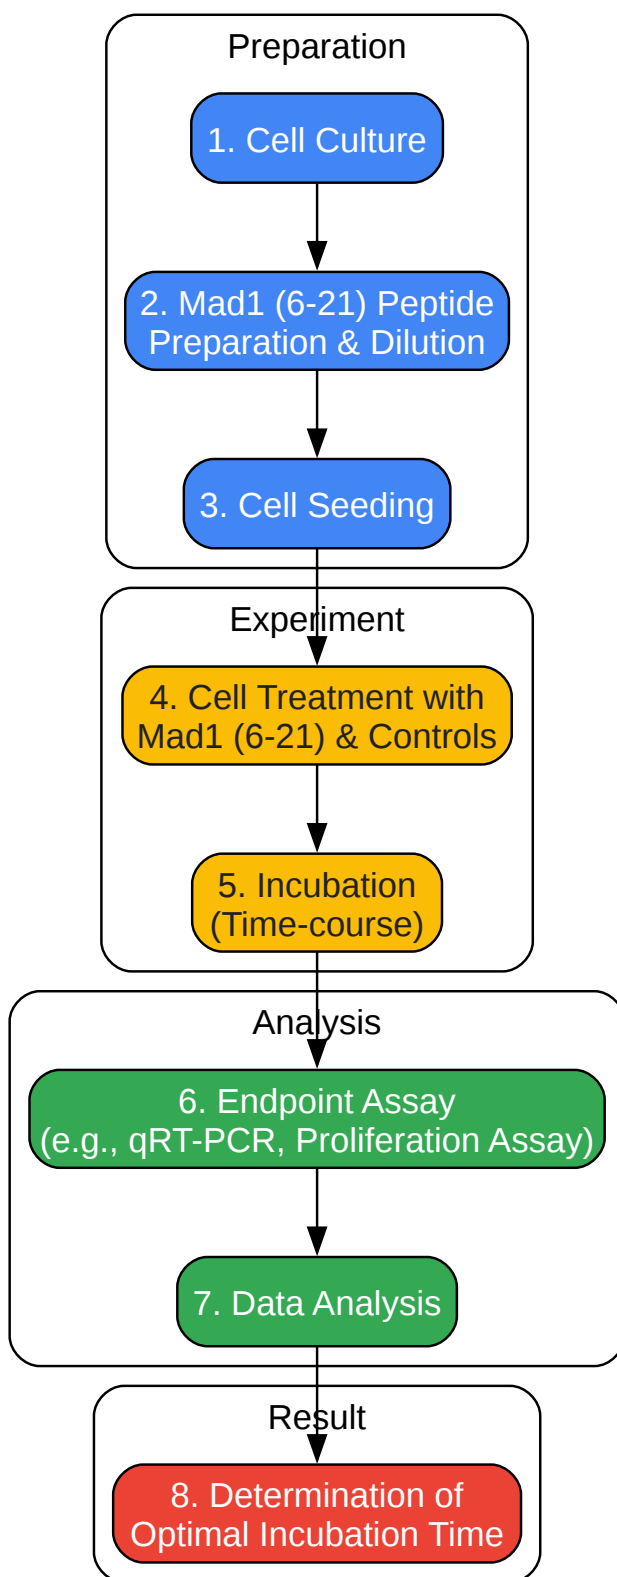 Preparation
1. Cell Culture
2. Mad1 (6-21) Peptide
Preparation & Dilution
3. Cell Seeding
Experiment
4. Cell Treatment with
Mad1 (6-21) & Controls
5. Incubation
(Time-course)
Analysis
6. Endpoint Assay
(e.g., qRT-PCR, Proliferation Assay)
7. Data Analysis
Result
8. Determination of
Optimal Incubation Time